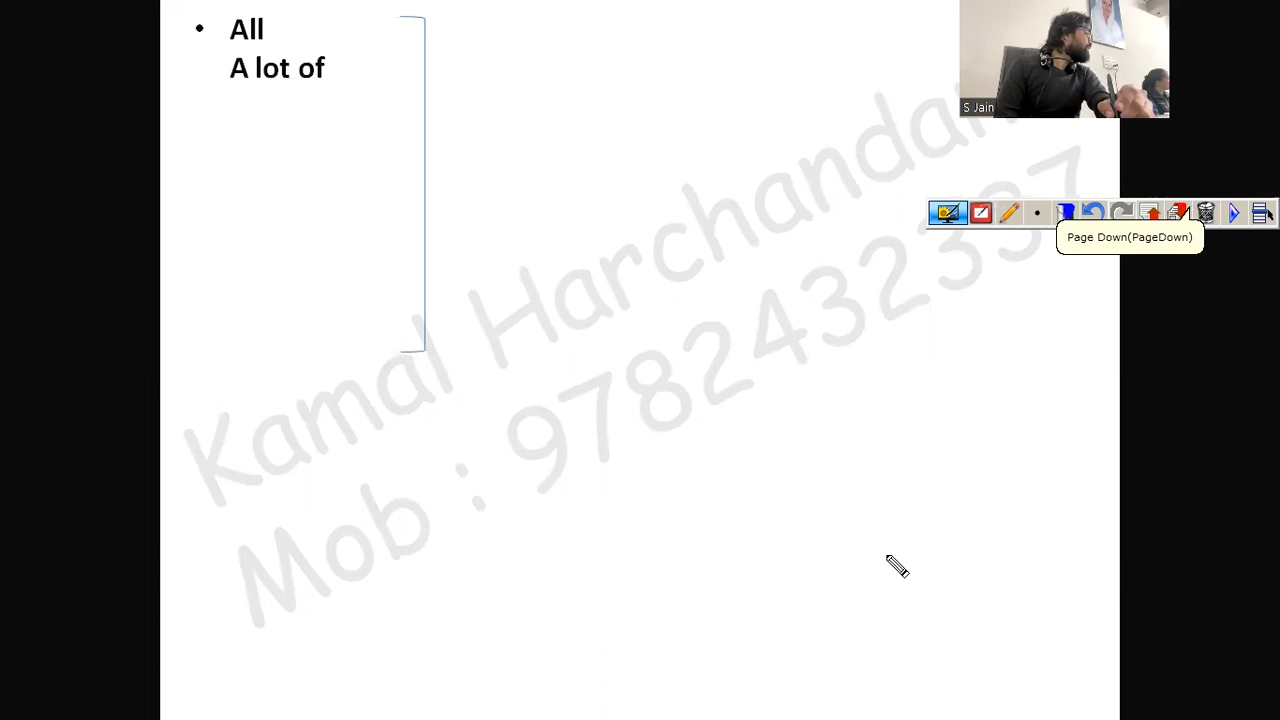 • All
A lot of
S Jain
Page Down(PageDown)
Kamal Harchandani
Mob : 9782432337